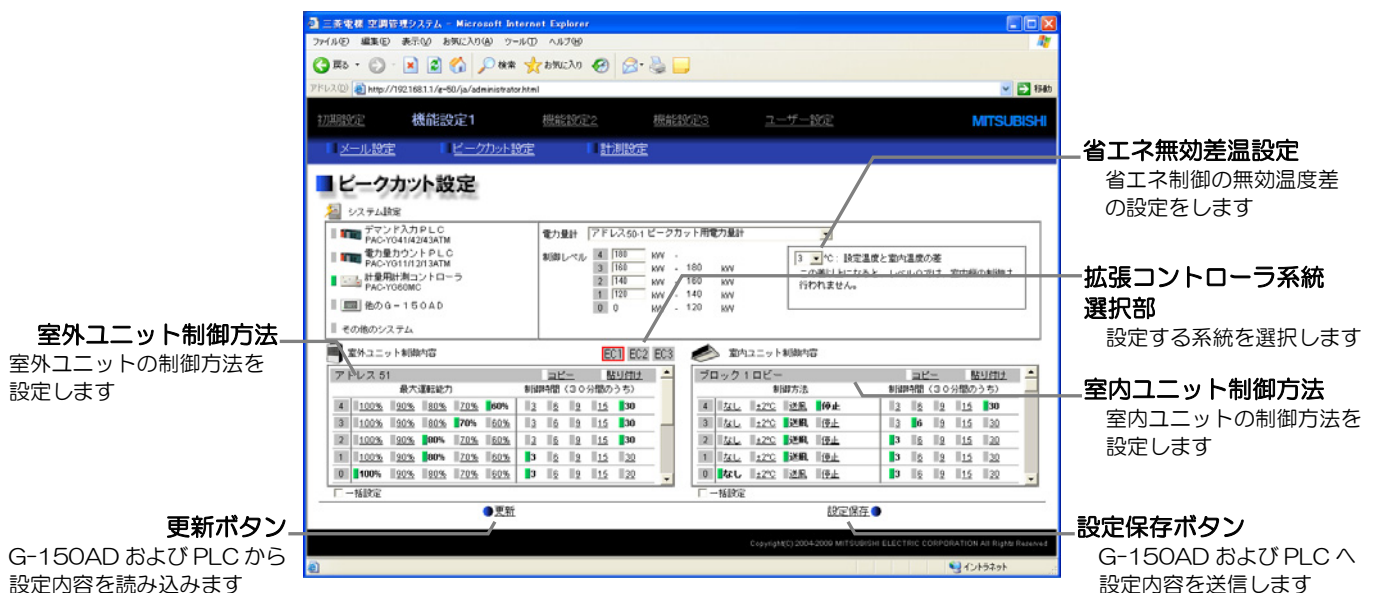 三菱電機 空調管理システム - Microsoft Internet Explorer
ファイル(F) 編集(E) 表示(V) お気に入り(A) ツール(T) ヘルプ(H)
戻る 検索 お気に入り
アドレス(D) http://192.168.1.1/g-50/ja/administrator.html 移動
初期設定 機能設定1 機能設定2 機能設定3 ユーザー設定 MITSUBISHI
メール設定 ピークカット設定 計測設定
ピークカット設定
システム設定
デマンド入力PLC
PAC-YG41/42/43ATM
電力量カウントPLC
PAC-YG11/12/13ATM
計量用計測コントローラ
PAC-YG60MC
他のG-150AD
その他のシステム
電力量計 アドレス50-1 ピークカット用電力量計
制御レベル 4 180 kW -
3 160 kW - 180 kW
2 140 kW - 160 kW
1 120 kW - 140 kW
0 0 kW - 120 kW
3 ℃: 設定温度と室内温度の差
行われません。
省エネ無効差温設定
省エネ制御の無効温度差
の設定をします
拡張コントローラ系統
選択部
設定する系統を選択します
室外ユニット制御方法
室外ユニットの制御方法を
設定します
室外ユニット制御内容 EC1 EC2 EC3 室内ユニット制御内容
アドレス 51 コピー 貼り付け
最大運転能力 制御時間(30分間のうち)
4 100% 90% 80% 70% 60% 3 6 9 15 30
3 100% 90% 80% 70% 60% 3 6 9 15 30
2 100% 90% 80% 70% 60% 3 6 9 15 30
1 100% 90% 80% 70% 60% 3 6 9 15 30
0 100% 90% 80% 70% 60% 3 6 9 15 30
一括設定
ブロック 1 ロビー コピー 貼り付け
制御方法 制御時間(30分間のうち)
4 なし ±2℃ 送風 停止 3 6 9 15 30
3 なし ±2℃ 送風 停止 3 6 9 15 30
2 なし ±2℃ 送風 停止 3 6 9 15 30
1 なし ±2℃ 送風 停止 3 6 9 15 30
0 なし ±2℃ 送風 停止 3 6 9 15 30
一括設定
室内ユニット制御方法
室内ユニットの制御方法を
設定します
更新 設定保存
更新ボタン
G-150AD および PLC から
設定内容を読み込みます
設定保存ボタン
G-150AD および PLC へ
設定内容を送信します
Copyright(C) 2004-2009 MITSUBISHI ELECTRIC CORPORATION All Rights Reserved
イントラネット